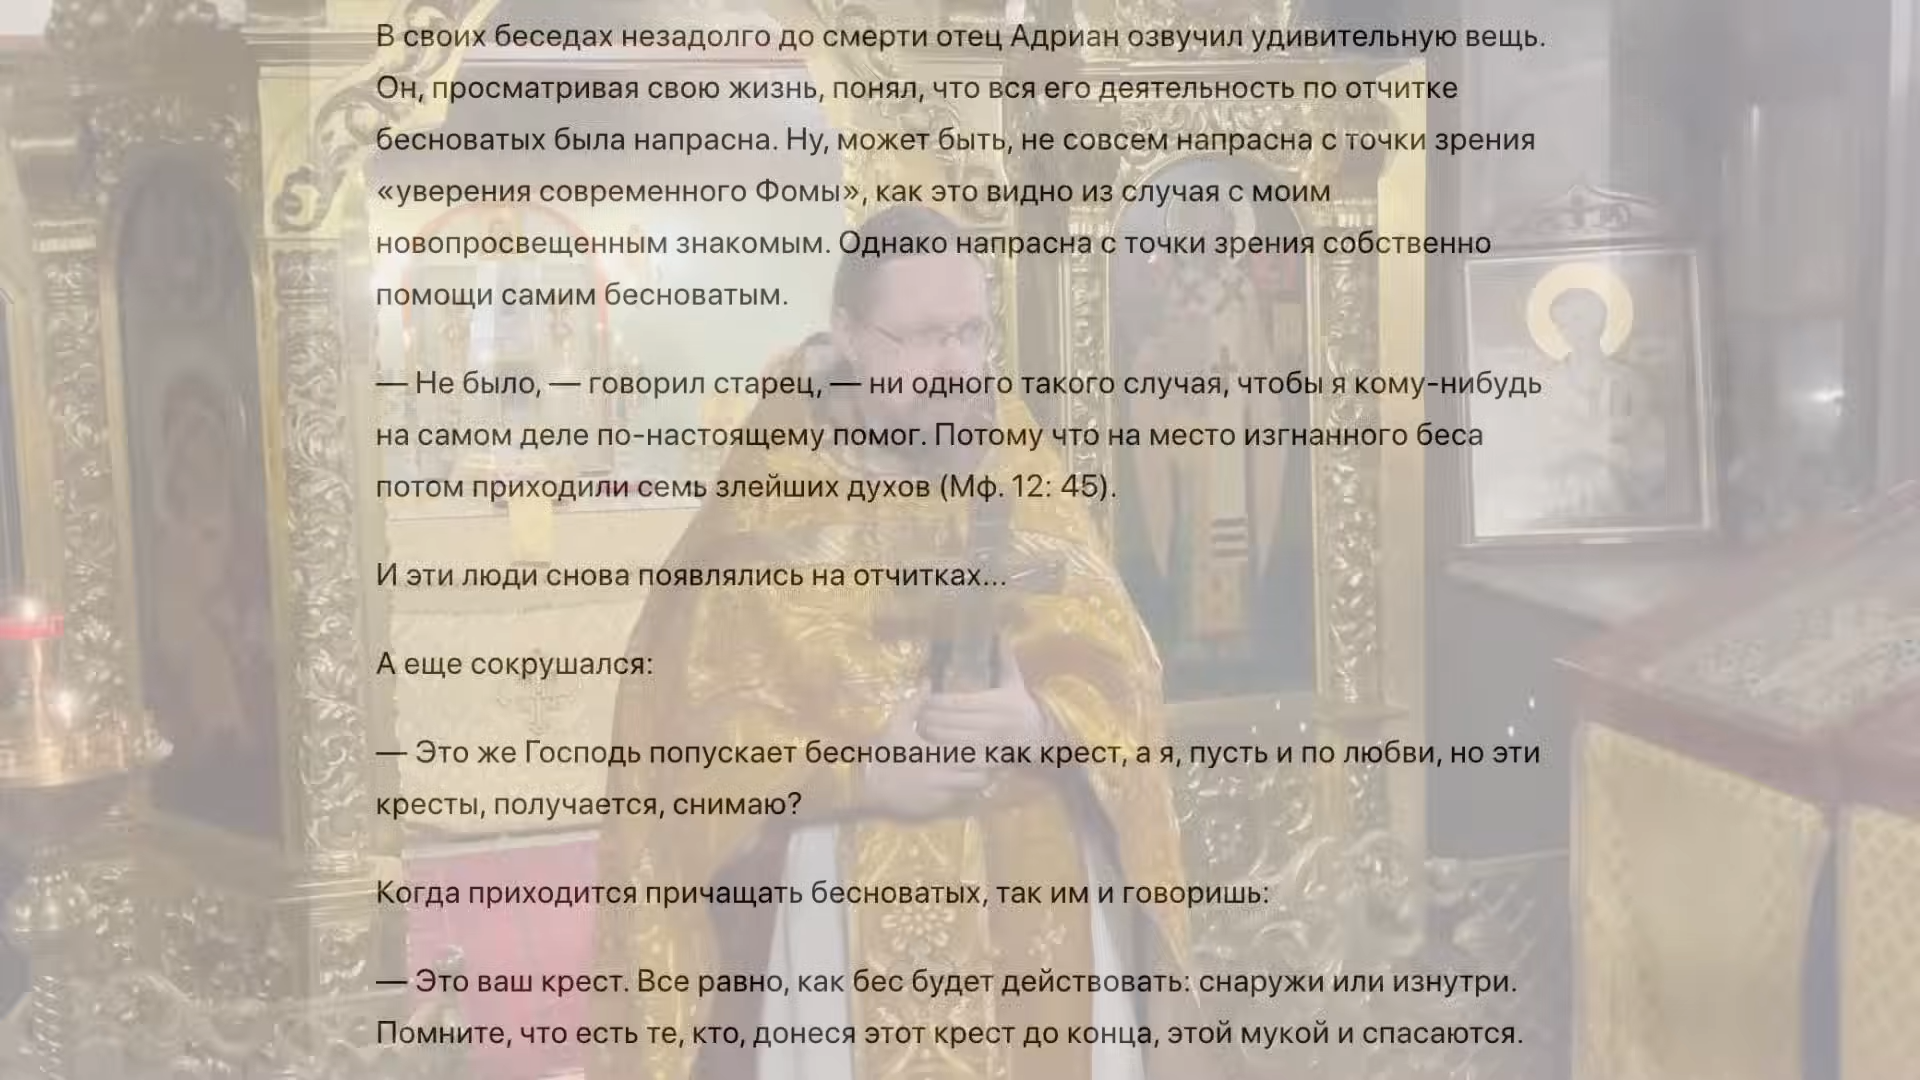 В своих беседах незадолго до смерти отец Адриан озвучил удивительную вещь.
Он, просматривая свою жизнь, понял, что вся его деятельность по отчитке
бесноватых была напрасна. Ну, может быть, не совсем напрасна с точки зрения
«уверения современного Фомы», как это видно из случая с моим
новопросвещенным знакомым. Однако напрасна с точки зрения собственно
помощи самим бесноватым.
— Не было, — говорил старец, — ни одного такого случая, чтобы я кому-нибудь
на самом деле по-настоящему помог. Потому что на место изгнанного беса
потом приходили семь злейших духов (Мф. 12: 45).
И эти люди снова появлялись на отчитках...
А еще сокрушался:
— Это же Господь попускает беснование как крест, а я, пусть и по любви, но эти
кресты, получается, снимаю?
Когда приходится причащать бесноватых, так им и говоришь:
— Это ваш крест. Все равно, как бес будет действовать: снаружи или изнутри.
Помните, что есть те, кто, донеся этот крест до конца, этой мукой и спасаются.